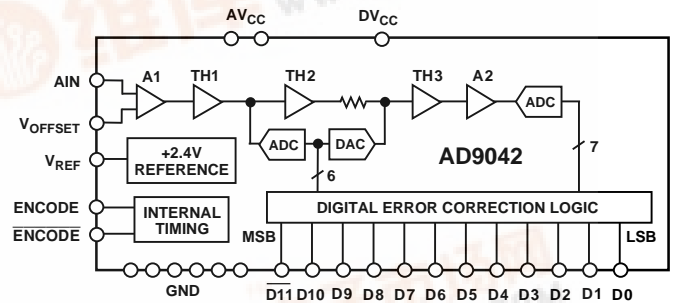 AVCC DVCC
AIN A1 TH1 TH2 TH3 A2 ADC
VOFFSET
ADC DAC AD9042 7
VREF +2.4V REFERENCE 6
ENCODE INTERNAL TIMING DIGITAL ERROR CORRECTION LOGIC
ENCODE MSB LSB
GND D11 D10 D9 D8 D7 D6 D5 D4 D3 D2 D1 D0